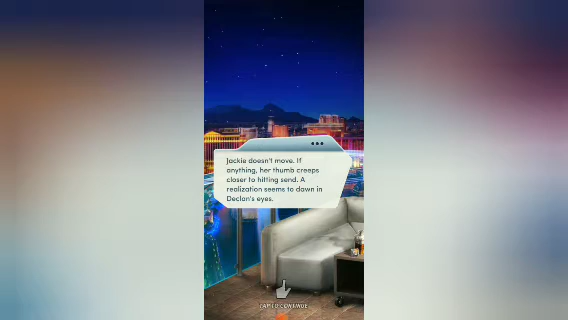 Jackie doesn't move. If
anything, her thumb creeps
closer to hitting send. A
realization seems to dawn in
Declan's eyes.
TAP TO CONTINUE